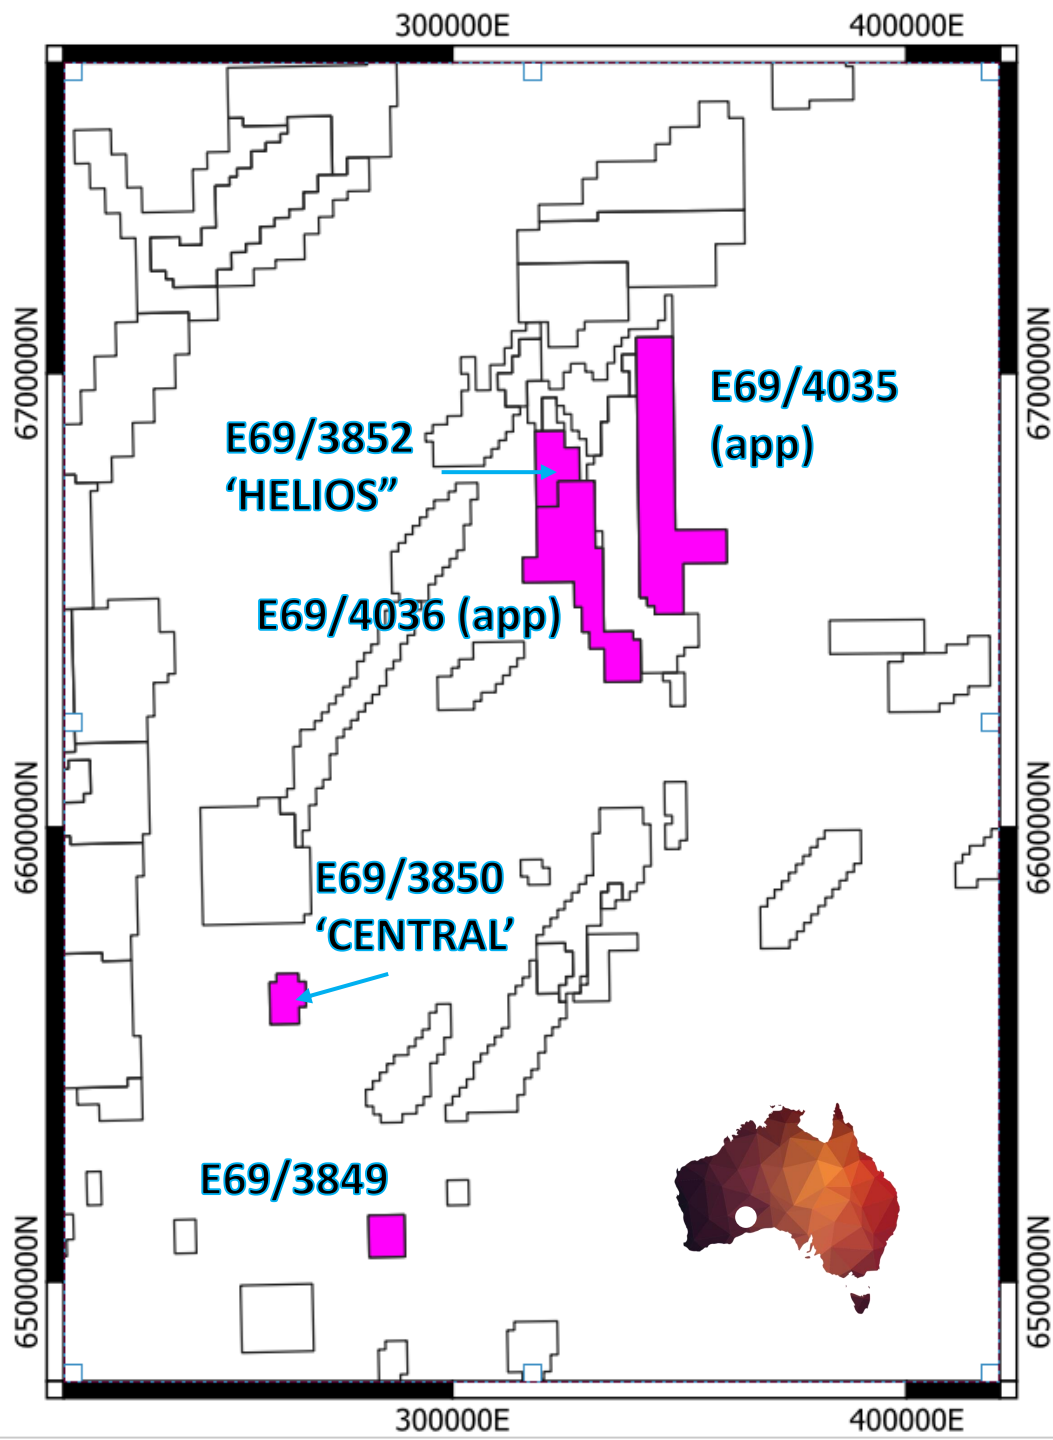 300000E
400000E
6700000N
6700000N
E69/4035
(app)
E69/3852
‘HELIOS”
E69/4036 (app)
6600000N
6600000N
E69/3850
‘CENTRAL’
E69/3849
6500000N
6500000N
300000E
400000E